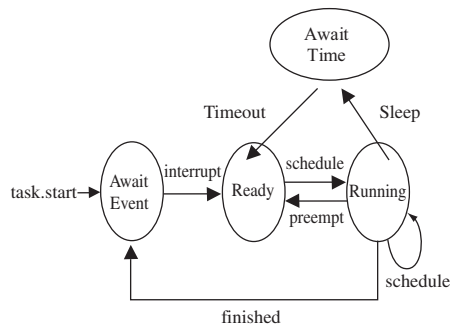 Await
Time
Timeout
Sleep
task.start
Await
Event
interrupt
Ready
schedule
preempt
Running
schedule
finished